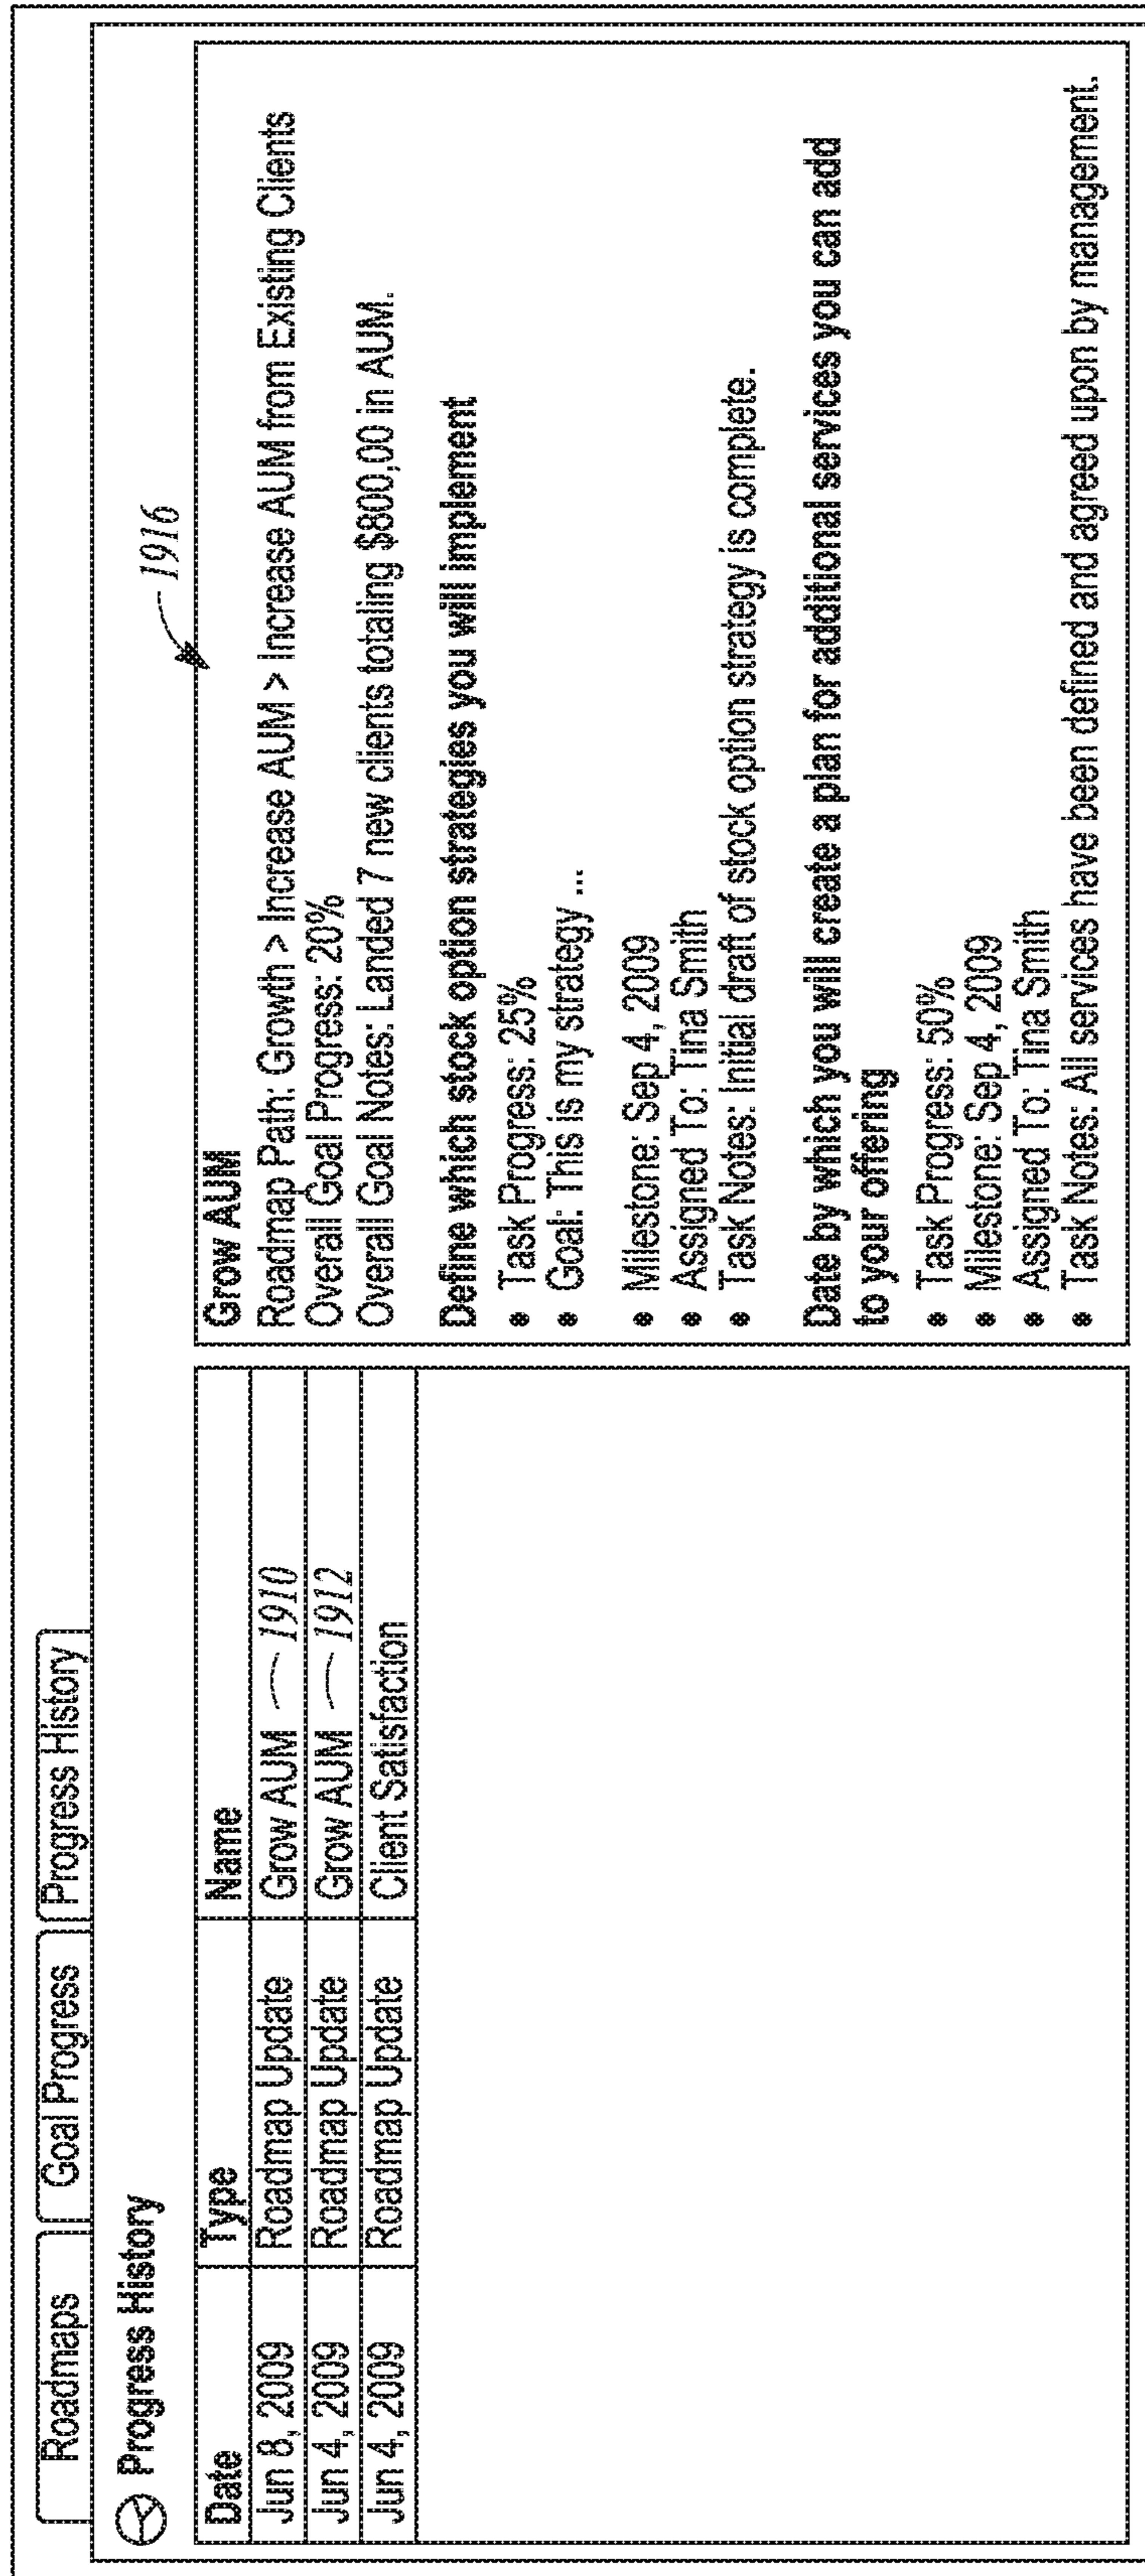 Roadmaps Goal Progress Progress History
Progress History
Date Type Name
Jun 8, 2009 Roadmap Update Grow AUM 1910
Jun 4, 2009 Roadmap Update Grow AUM 1912
Jun 4, 2009 Roadmap Update Client Satisfaction
1916
Grow AUM
Roadmap Path: Growth > Increase AUM > Increase AUM from Existing Clients
Overall Goal Progress: 20%
Overall Goal Notes: Landed 7 new clients totaling $800,00 in AUM.
Define which stock option strategies you will implement
• Task Progress: 25%
• Goal: This is my strategy ...
• Milestone: Sep 4, 2009
• Assigned To: Tina Smith
• Task Notes: Initial draft of stock option strategy is complete.
Date by which you will create a plan for additional services you can add
to your offering
• Task Progress: 50%
• Milestone: Sep 4, 2009
• Assigned To: Tina Smith
• Task Notes: All services have been defined and agreed upon by management.